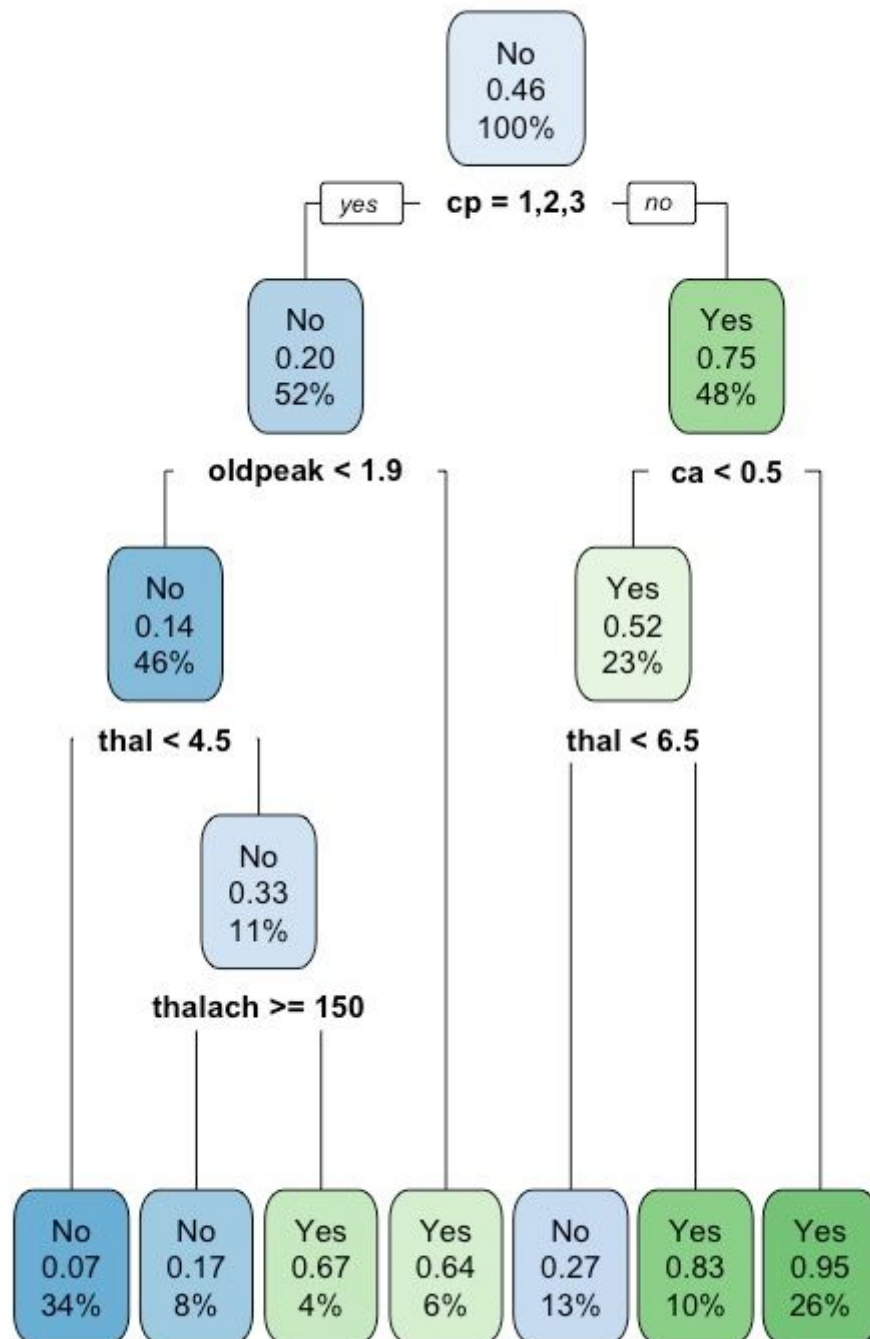 No
0.46
100%
yes cp = 1,2,3 no
No
0.20
52%
Yes
0.75
48%
oldpeak < 1.9
ca < 0.5
No
0.14
46%
Yes
0.52
23%
thal < 4.5
thal < 6.5
No
0.33
11%
thalach >= 150
No
0.07
34%
No
0.17
8%
Yes
0.67
4%
Yes
0.64
6%
No
0.27
13%
Yes
0.83
10%
Yes
0.95
26%